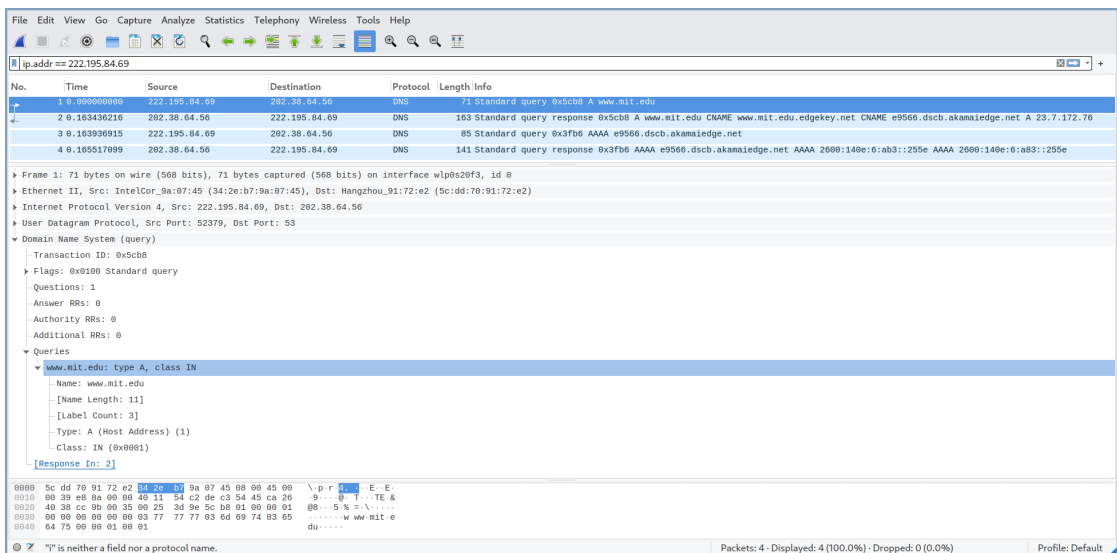 File Edit View Go Capture Analyze Statistics Telephony Wireless Tools Help
ip.addr == 222.195.84.69
No. Time Source Destination Protocol Length Info
1 0.000000000 222.195.84.69 202.38.64.56 DNS 71 Standard query 0x5cb8 A www.mit.edu
2 0.163436216 202.38.64.56 222.195.84.69 DNS 163 Standard query response 0x5cb8 A www.mit.edu CNAME www.mit.edu.edgekey.net CNAME e9566.dscb.akamaiedge.net A 23.7.172.76
3 0.163936915 222.195.84.69 202.38.64.56 DNS 85 Standard query 0x3fb6 AAAA e9566.dscb.akamaiedge.net
4 0.165517099 202.38.64.56 222.195.84.69 DNS 141 Standard query response 0x3fb6 AAAA e9566.dscb.akamaiedge.net AAAA 2600:140e:6:ab3::255e AAAA 2600:140e:6:a83::255e
Frame 1: 71 bytes on wire (568 bits), 71 bytes captured (568 bits) on interface wlp0s20f3, id 0
Ethernet II, Src: IntelCor_9a:07:45 (34:2e:b7:9a:07:45), Dst: Hangzhou_91:72:e2 (5c:dd:70:91:72:e2)
Internet Protocol Version 4, Src: 222.195.84.69, Dst: 202.38.64.56
User Datagram Protocol, Src Port: 52379, Dst Port: 53
Domain Name System (query)
Transaction ID: 0x5cb8
Flags: 0x0100 Standard query
Questions: 1
Answer RRs: 0
Authority RRs: 0
Additional RRs: 0
Queries
www.mit.edu: type A, class IN
Name: www.mit.edu
[Name Length: 11]
[Label Count: 3]
Type: A (Host Address) (1)
Class: IN (0x0001)
[Response In: 2]
0000 5c dd 70 91 72 e2 34 2e b7 9a 07 45 08 00 45 00 \·p·r·4. ···E··E·
0010 00 39 e8 8a 00 00 40 11 54 c2 de c3 54 45 ca 26 ·9····@· T···TE·&
0020 40 38 cc 9b 00 35 00 25 3d 9e 5c b8 01 00 00 01 @8···5·% =·\·····
0030 00 00 00 00 00 00 03 77 77 77 03 6d 69 74 03 65 ·······w ww·mit·e
0040 64 75 00 00 01 00 01 du·····
"i" is neither a field nor a protocol name. Packets: 4 · Displayed: 4 (100.0%) · Dropped: 0 (0.0%) Profile: Default